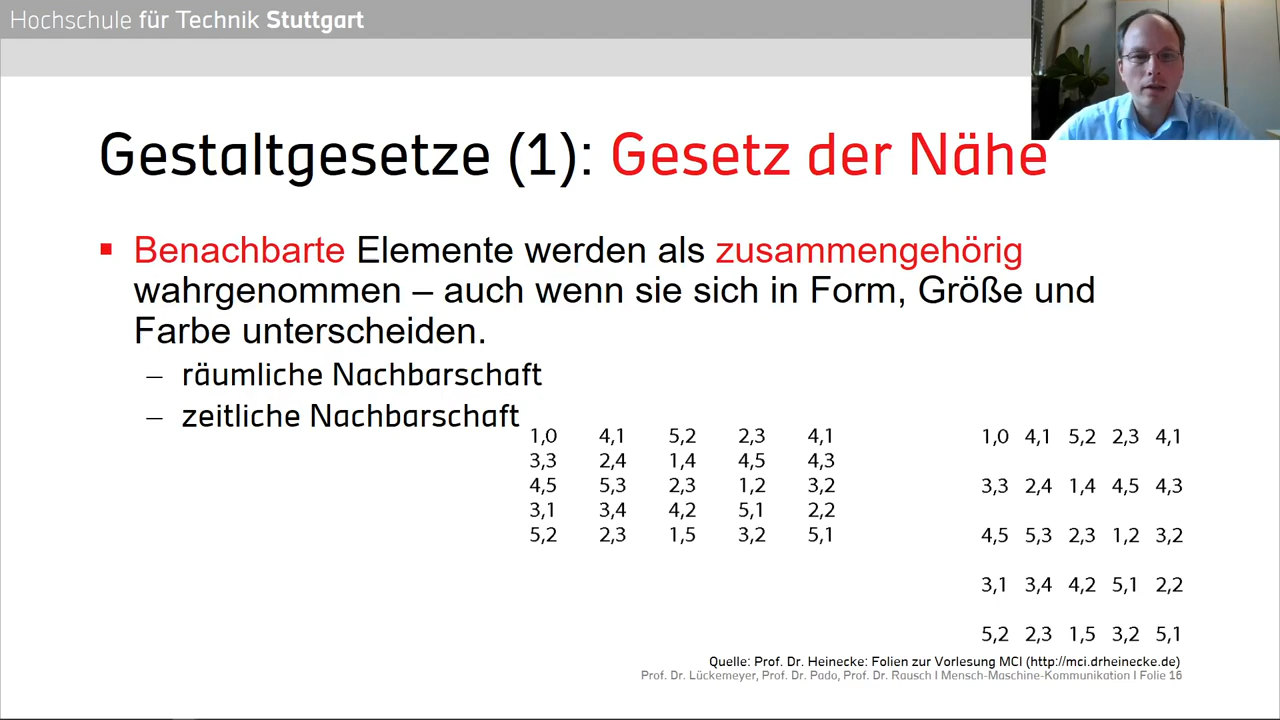 Hochschule für Technik Stuttgart
Gestaltgesetze (1): Gesetz der Nähe
Benachbarte Elemente werden als zusammengehörig
wahrgenommen – auch wenn sie sich in Form, Größe und
Farbe unterscheiden.
– räumliche Nachbarschaft
– zeitliche Nachbarschaft
1,0 4,1 5,2 2,3 4,1
3,3 2,4 1,4 4,5 4,3
4,5 5,3 2,3 1,2 3,2
3,1 3,4 4,2 5,1 2,2
5,2 2,3 1,5 3,2 5,1
1,0 4,1 5,2 2,3 4,1
3,3 2,4 1,4 4,5 4,3
4,5 5,3 2,3 1,2 3,2
3,1 3,4 4,2 5,1 2,2
5,2 2,3 1,5 3,2 5,1
Quelle: Prof. Dr. Heinecke: Folien zur Vorlesung MCI (http://mci.drheinecke.de)
Prof. Dr. Lückemeyer, Prof. Dr. Pado, Prof. Dr. Rausch I Mensch-Maschine-Kommunikation I Folie 16